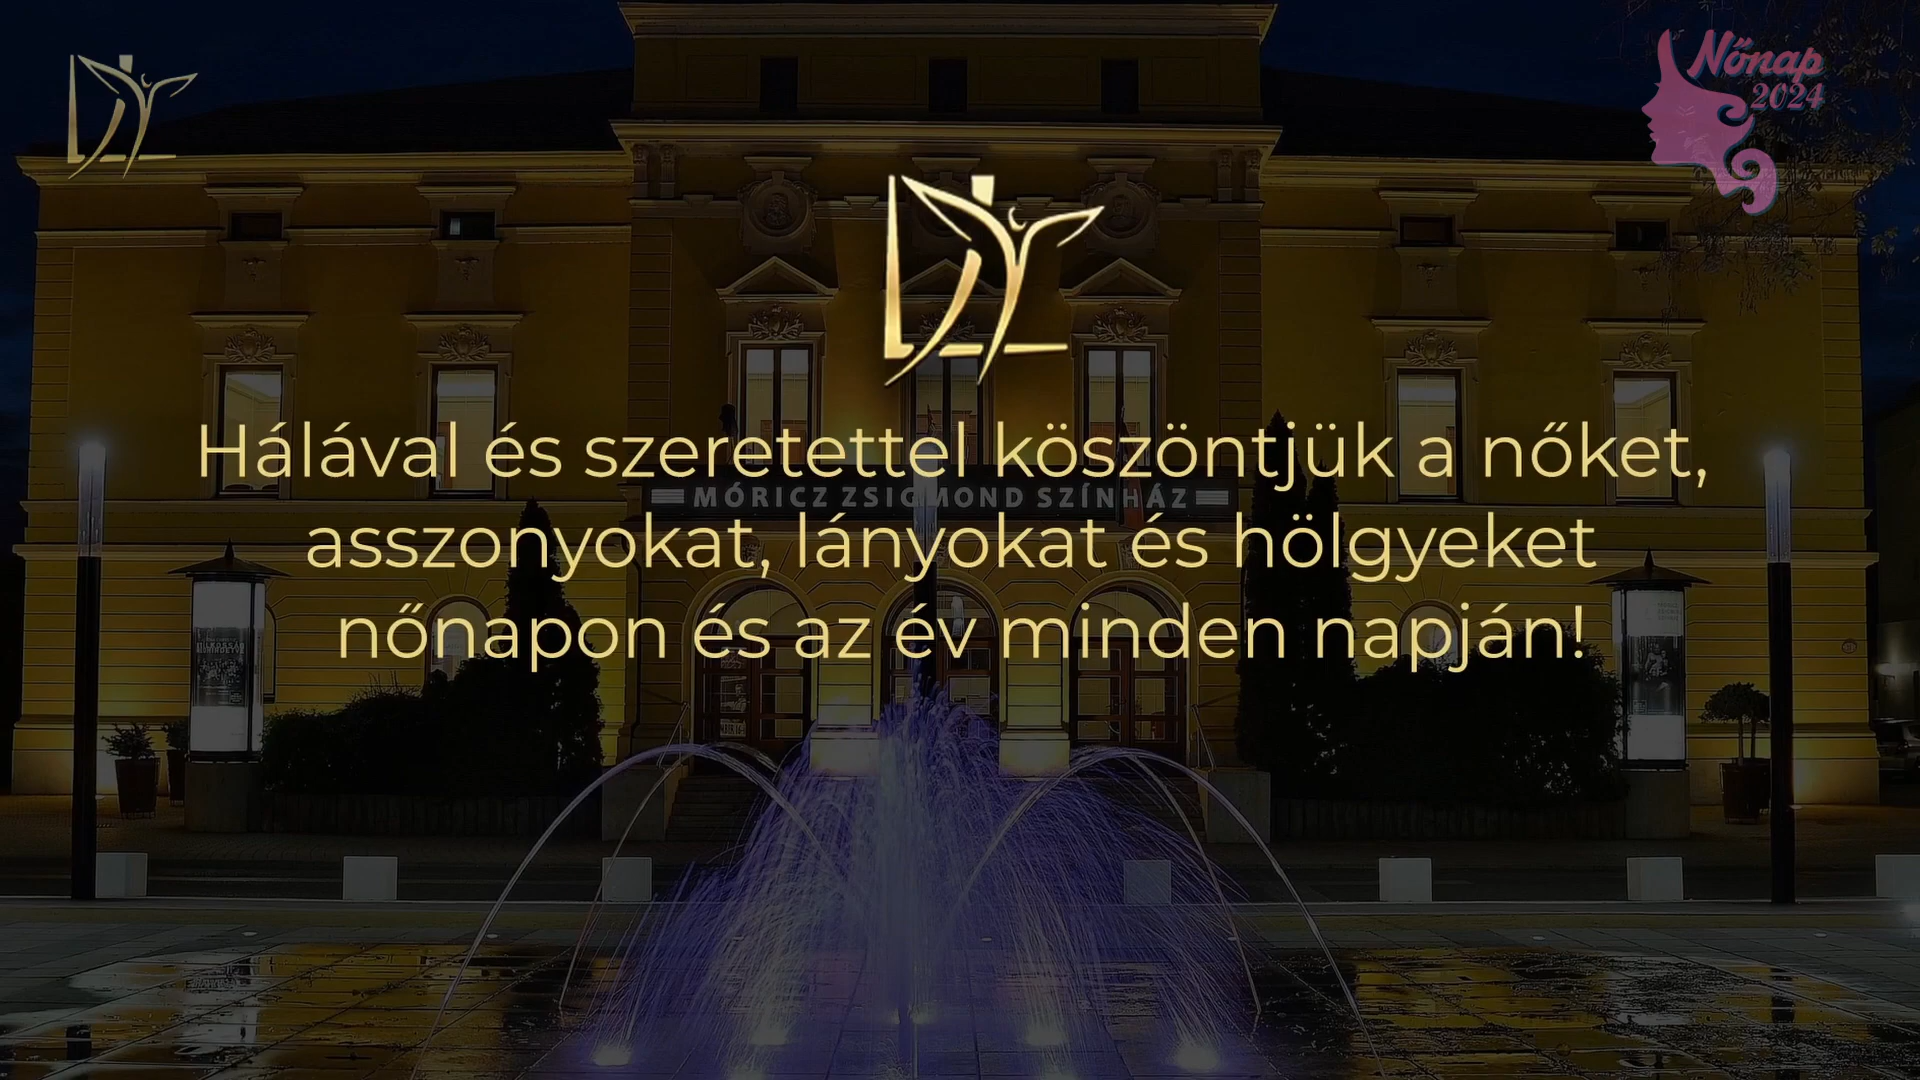 Nőnap
2024
Hálával és szeretettel köszöntjük a nőket,
MÓRICZ ZSIGMOND SZÍNHÁZ
asszonyokat, lányokat és hölgyeket
nőnapon és az év minden napján!